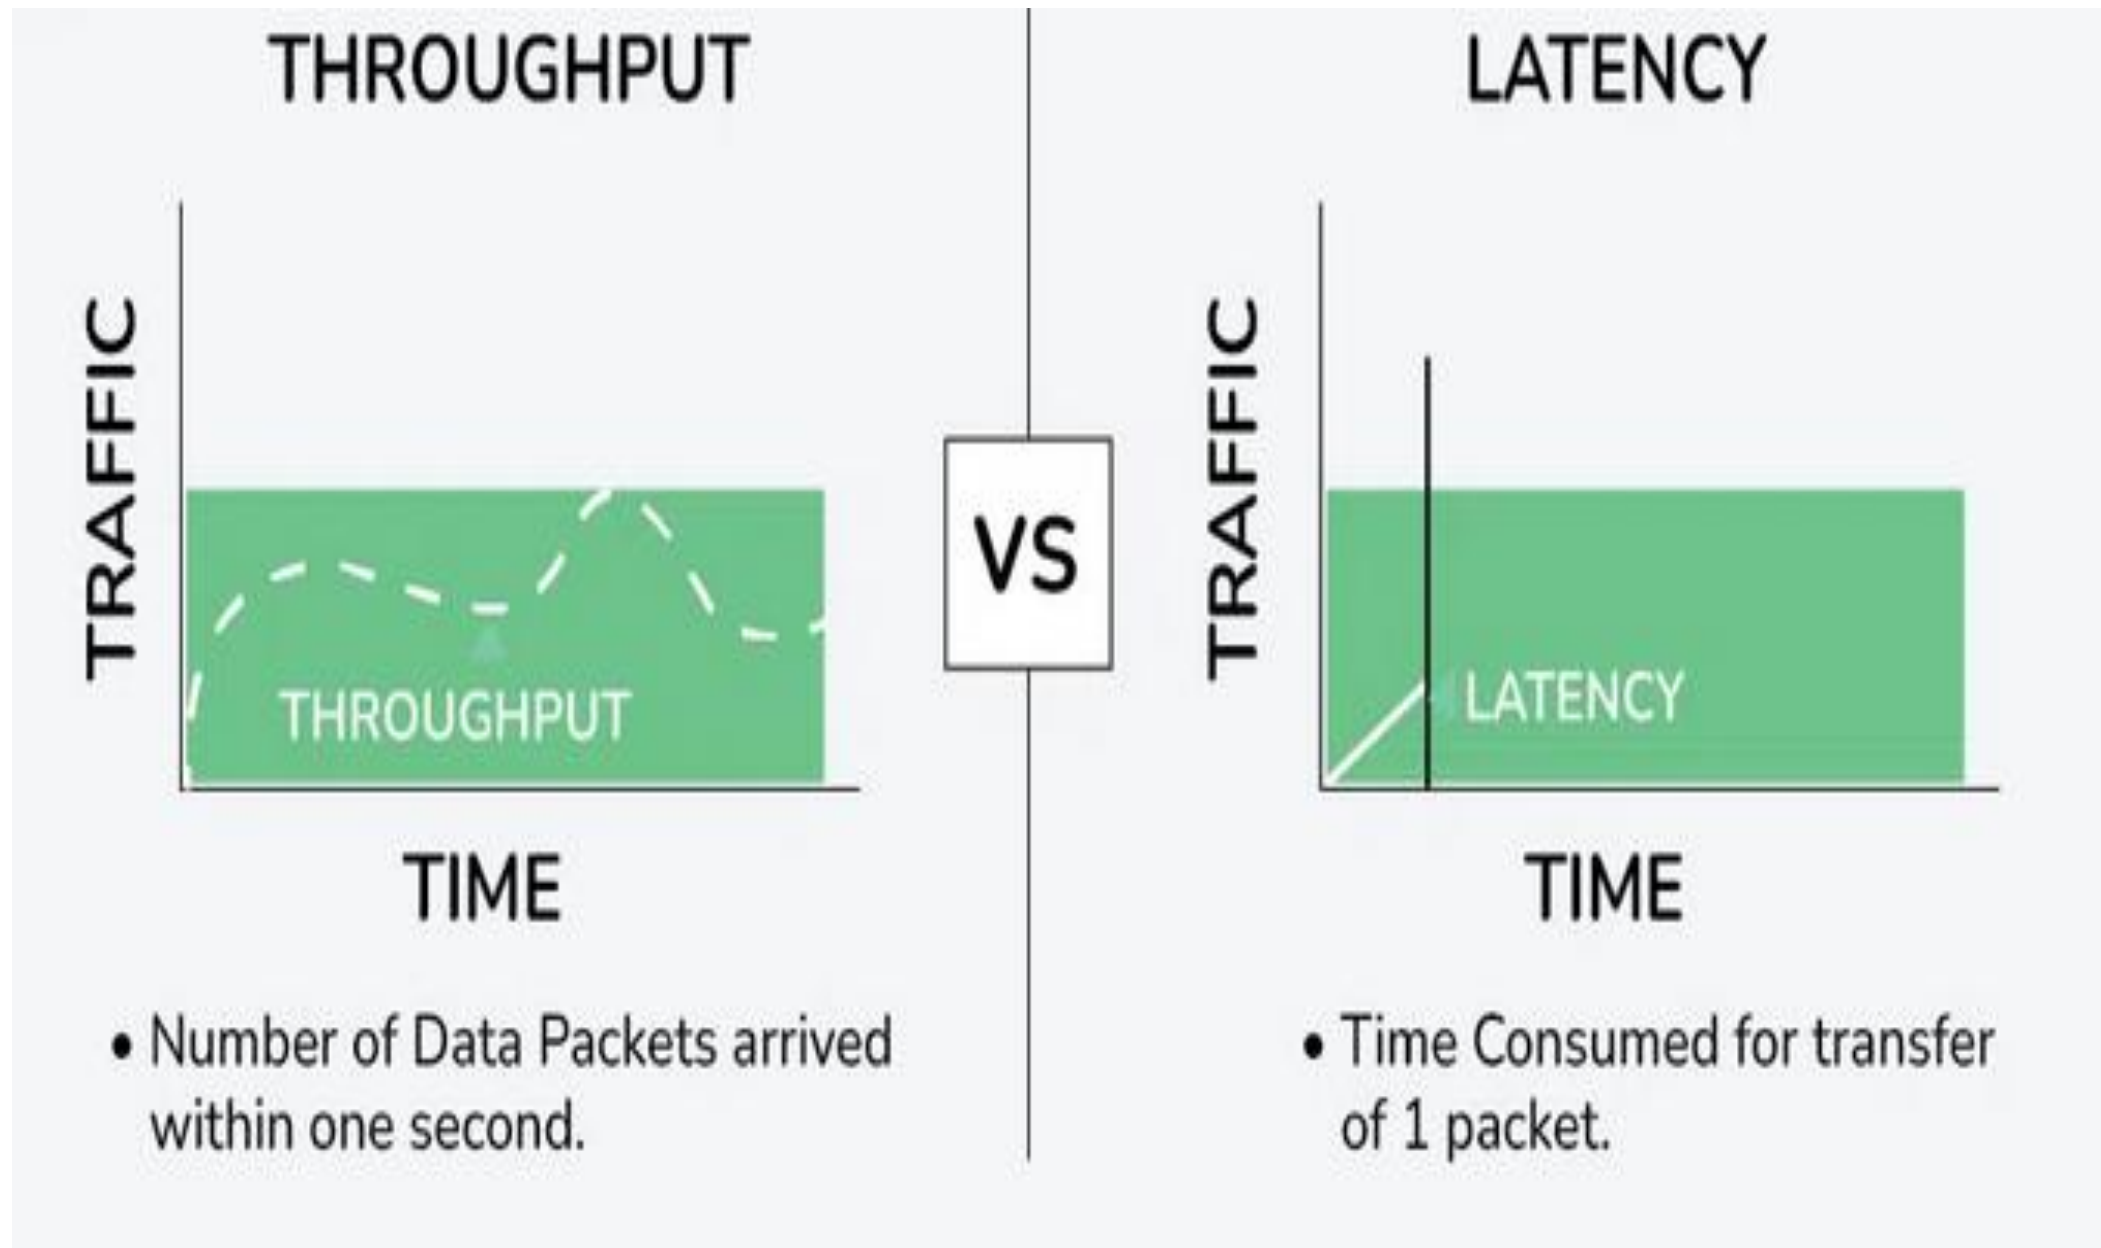 THROUGHPUT
TRAFFIC
THROUGHPUT
TIME
• Number of Data Packets arrived
within one second.
VS
LATENCY
TRAFFIC
LATENCY
TIME
• Time Consumed for transfer
of 1 packet.